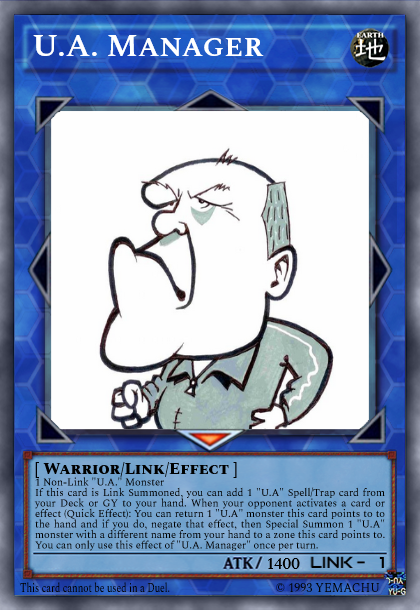 U.A. MANAGER
EARTH
地
[ WARRIOR/LINK/EFFECT ]
1 Non-Link "U.A." Monster
If this card is Link Summoned, you can add 1 "U.A" Spell/Trap card from
your Deck or GY to your hand. When your opponent activates a card or
effect (Quick Effect): You can return 1 "U.A" monster this card points to to
the hand and if you do, negate that effect, then Special Summon 1 "U.A"
monster with a different name from your hand to a zone this card points to.
You can only use this effect of "U.A. Manager" once per turn.
ATK/ 1400 LINK - 1
This card cannot be used in a Duel. © 1993 YEMACHU